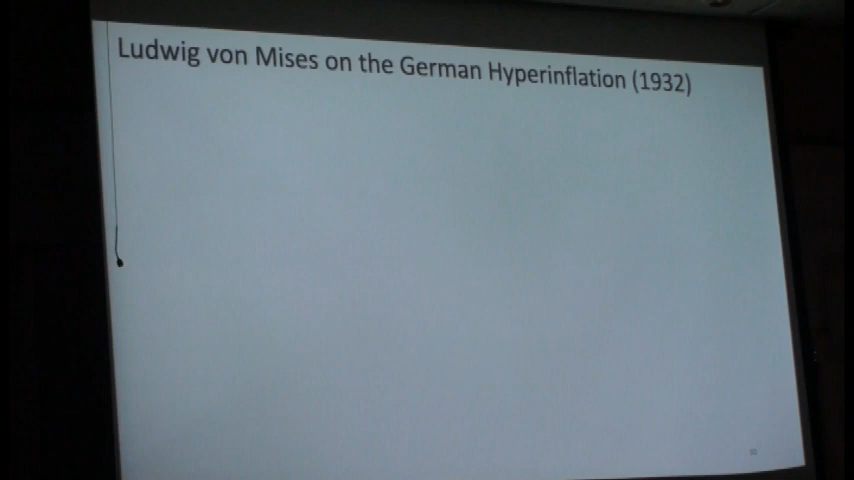 Ludwig von Mises on the German Hyperinflation (1932)